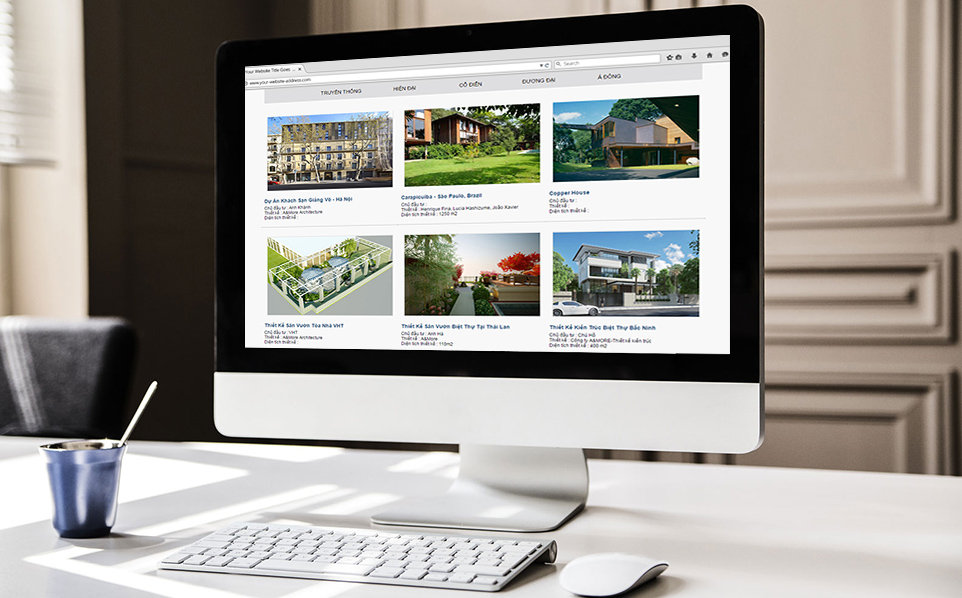 Your Website Title Goes ... ×
www.your-website-address.com
Search
TRUYỀN THỐNG HIỆN ĐẠI CỔ ĐIỂN ĐƯƠNG ĐẠI Á ĐÔNG
Dự Án Khách Sạn Giảng Võ - Hà Nội
Chủ đầu tư : Anh Khánh
Thiết kế : A&More Architecture
Diện tích thiết kế :
Carapicuiba - São Paulo, Brazil
Chủ đầu tư :
Thiết kế : Henrique Fina, Lucia Hashizume, João Xavier
Diện tích thiết kế : 1250 m2
Copper House
Chủ đầu tư :
Thiết kế :
Diện tích thiết kế :
Thiết Kế Sân Vườn Tòa Nhà VHT
Chủ đầu tư : VHT
Thiết kế : A&More Architecture
Diện tích thiết kế :
Thiết Kế Sân Vườn Biệt Thự Tại Thái Lan
Chủ đầu tư : Anh Hà
Thiết kế : A&More
Diện tích thiết kế : 115m2
Thiết Kế Kiến Trúc Biệt Thự Bắc Ninh
Chủ đầu tư : Chú Hồ
Thiết kế : Công ty A&MORE-Thiết kế kiến trúc
Diện tích thiết kế : 400 m2